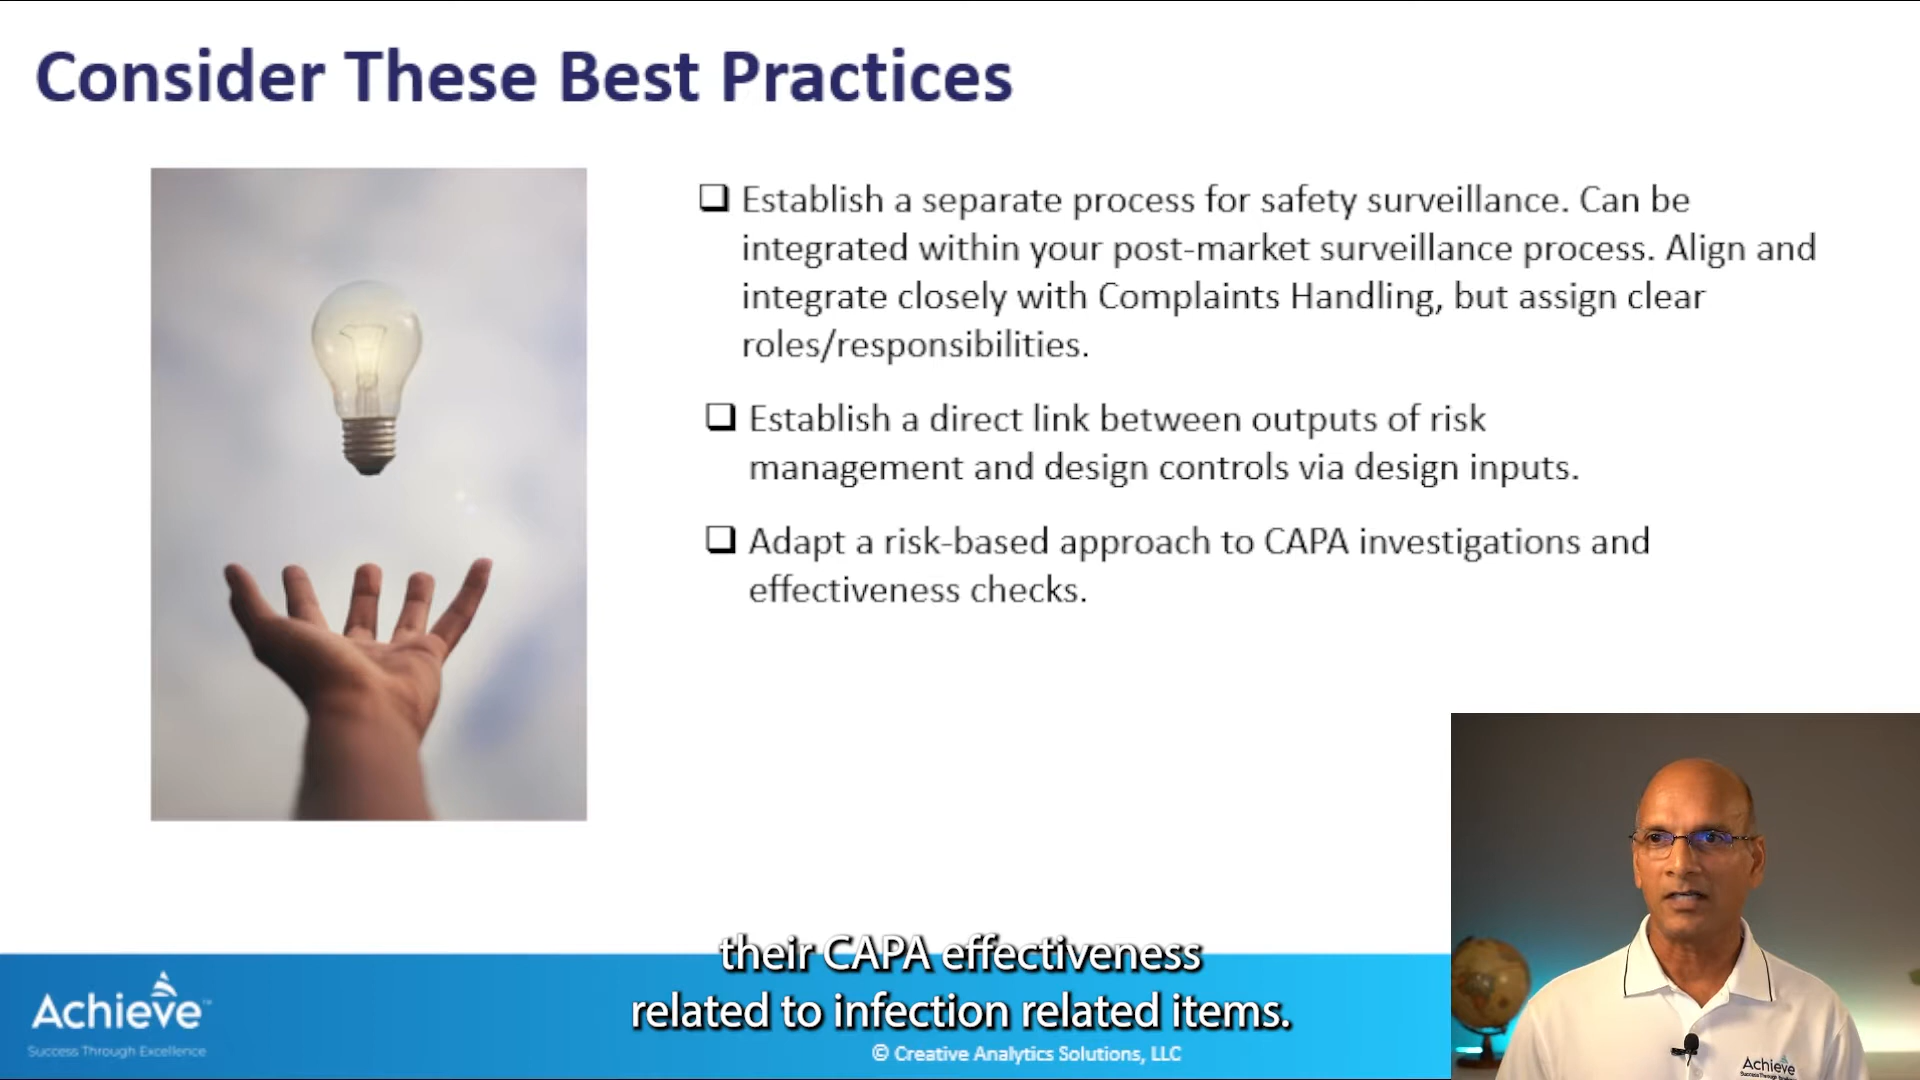 Consider These Best Practices
Establish a separate process for safety surveillance. Can be
integrated within your post-market surveillance process. Align and
integrate closely with Complaints Handling, but assign clear
roles/responsibilities.
Establish a direct link between outputs of risk
management and design controls via design inputs.
Adapt a risk-based approach to CAPA investigations and
effectiveness checks.
their CAPA effectiveness
related to infection related items.
Achieve™
Success Through Excellence
© Creative Analytics Solutions, LLC
Achieve